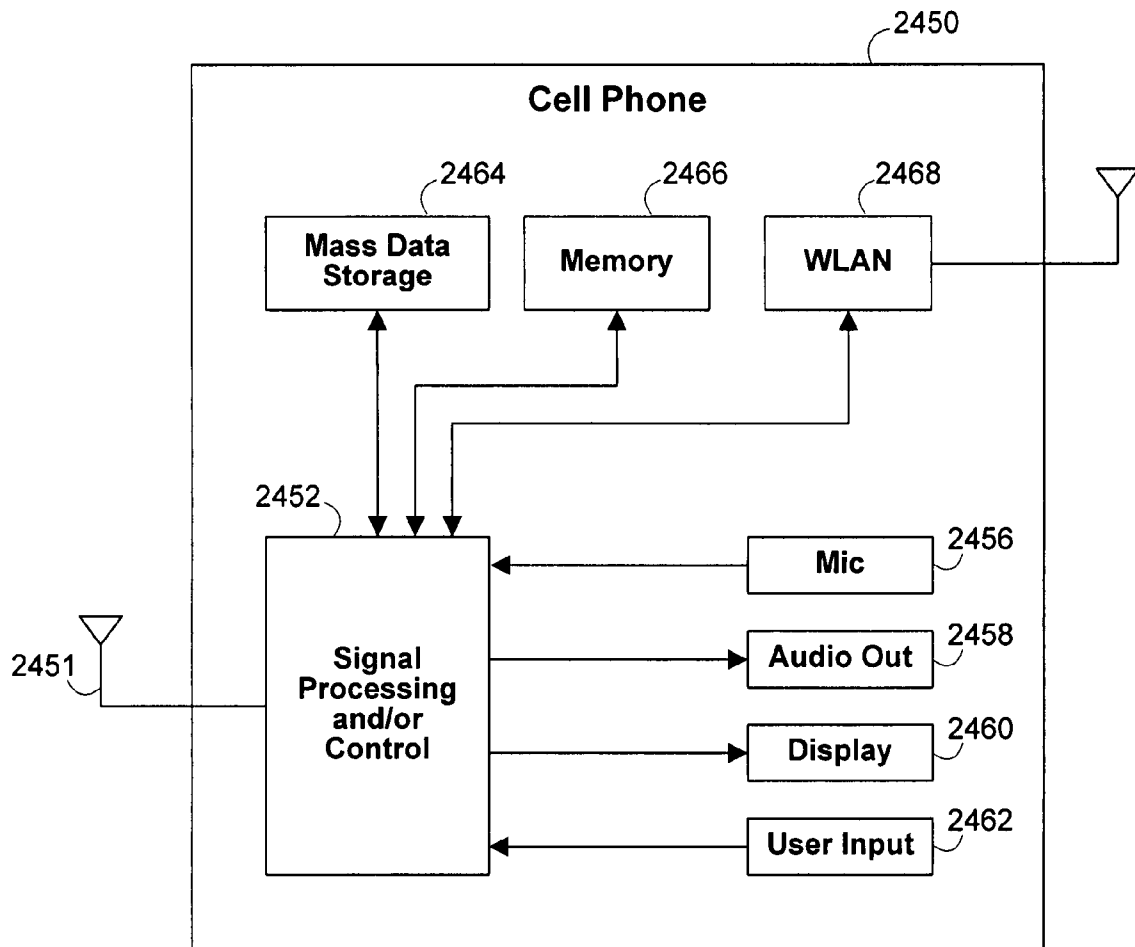 2450
Cell Phone
2464
2466
2468
Mass Data
Storage
Memory
WLAN
2452
2456
Mic
2458
Audio Out
2451
Signal
Processing
and/or
Control
2460
Display
2462
User Input